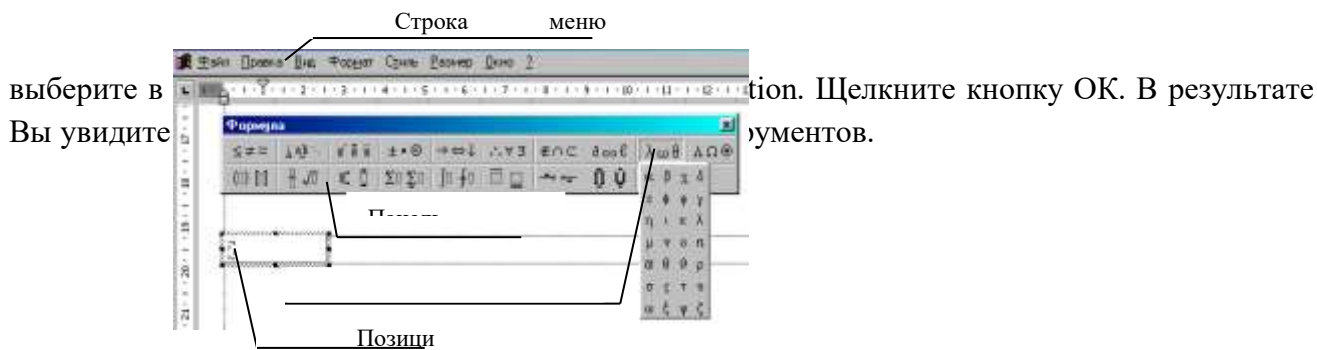 Строка меню
Файл Правка Вид Формат Стиль Размер Окно ?
выберите в tion. Щелкните кнопку ОК. В результате
Вы увидите рументов.
Формула
Позици